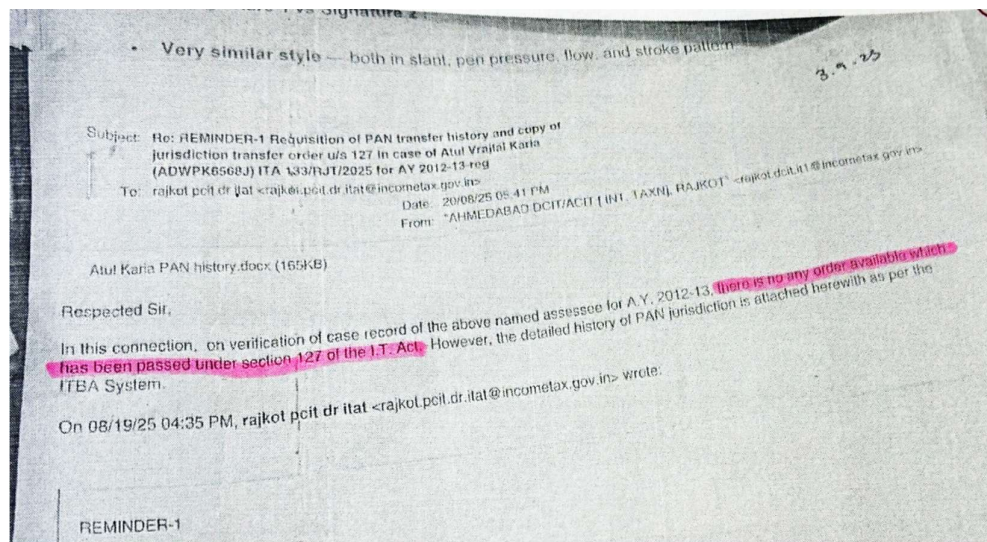 vs Signature 2 :
• Very similar style — both in slant, pen pressure, flow, and stroke pattern
3.9.25
Subject: Re: REMINDER-1 Requisition of PAN transfer history and copy of
jurisdiction transfer order u/s 127 in case of Atul Vrajlal Karia
(ADWPK6568J) ITA 133/RJT/2025 for AY 2012-13-reg
To: rajkot pcit dr itat <rajkot.pcit.dr.itat@incometax.gov.in>
Date: 20/08/25 05:41 PM
From: "AHMEDABAD DCIT/ACIT [ INT. TAXN], RAJKOT" <rajkot.dcit.it1@incometax.gov.in>
Atul Karia PAN history.docx (165KB)
Respected Sir,
In this connection, on verification of case record of the above named assessee for A.Y. 2012-13, there is no any order available which
has been passed under section 127 of the I.T. Act. However, the detailed history of PAN jurisdiction is attached herewith as per the
ITBA System.
On 08/19/25 04:35 PM, rajkot pcit dr itat <rajkot.pcit.dr.itat@incometax.gov.in> wrote:
REMINDER-1